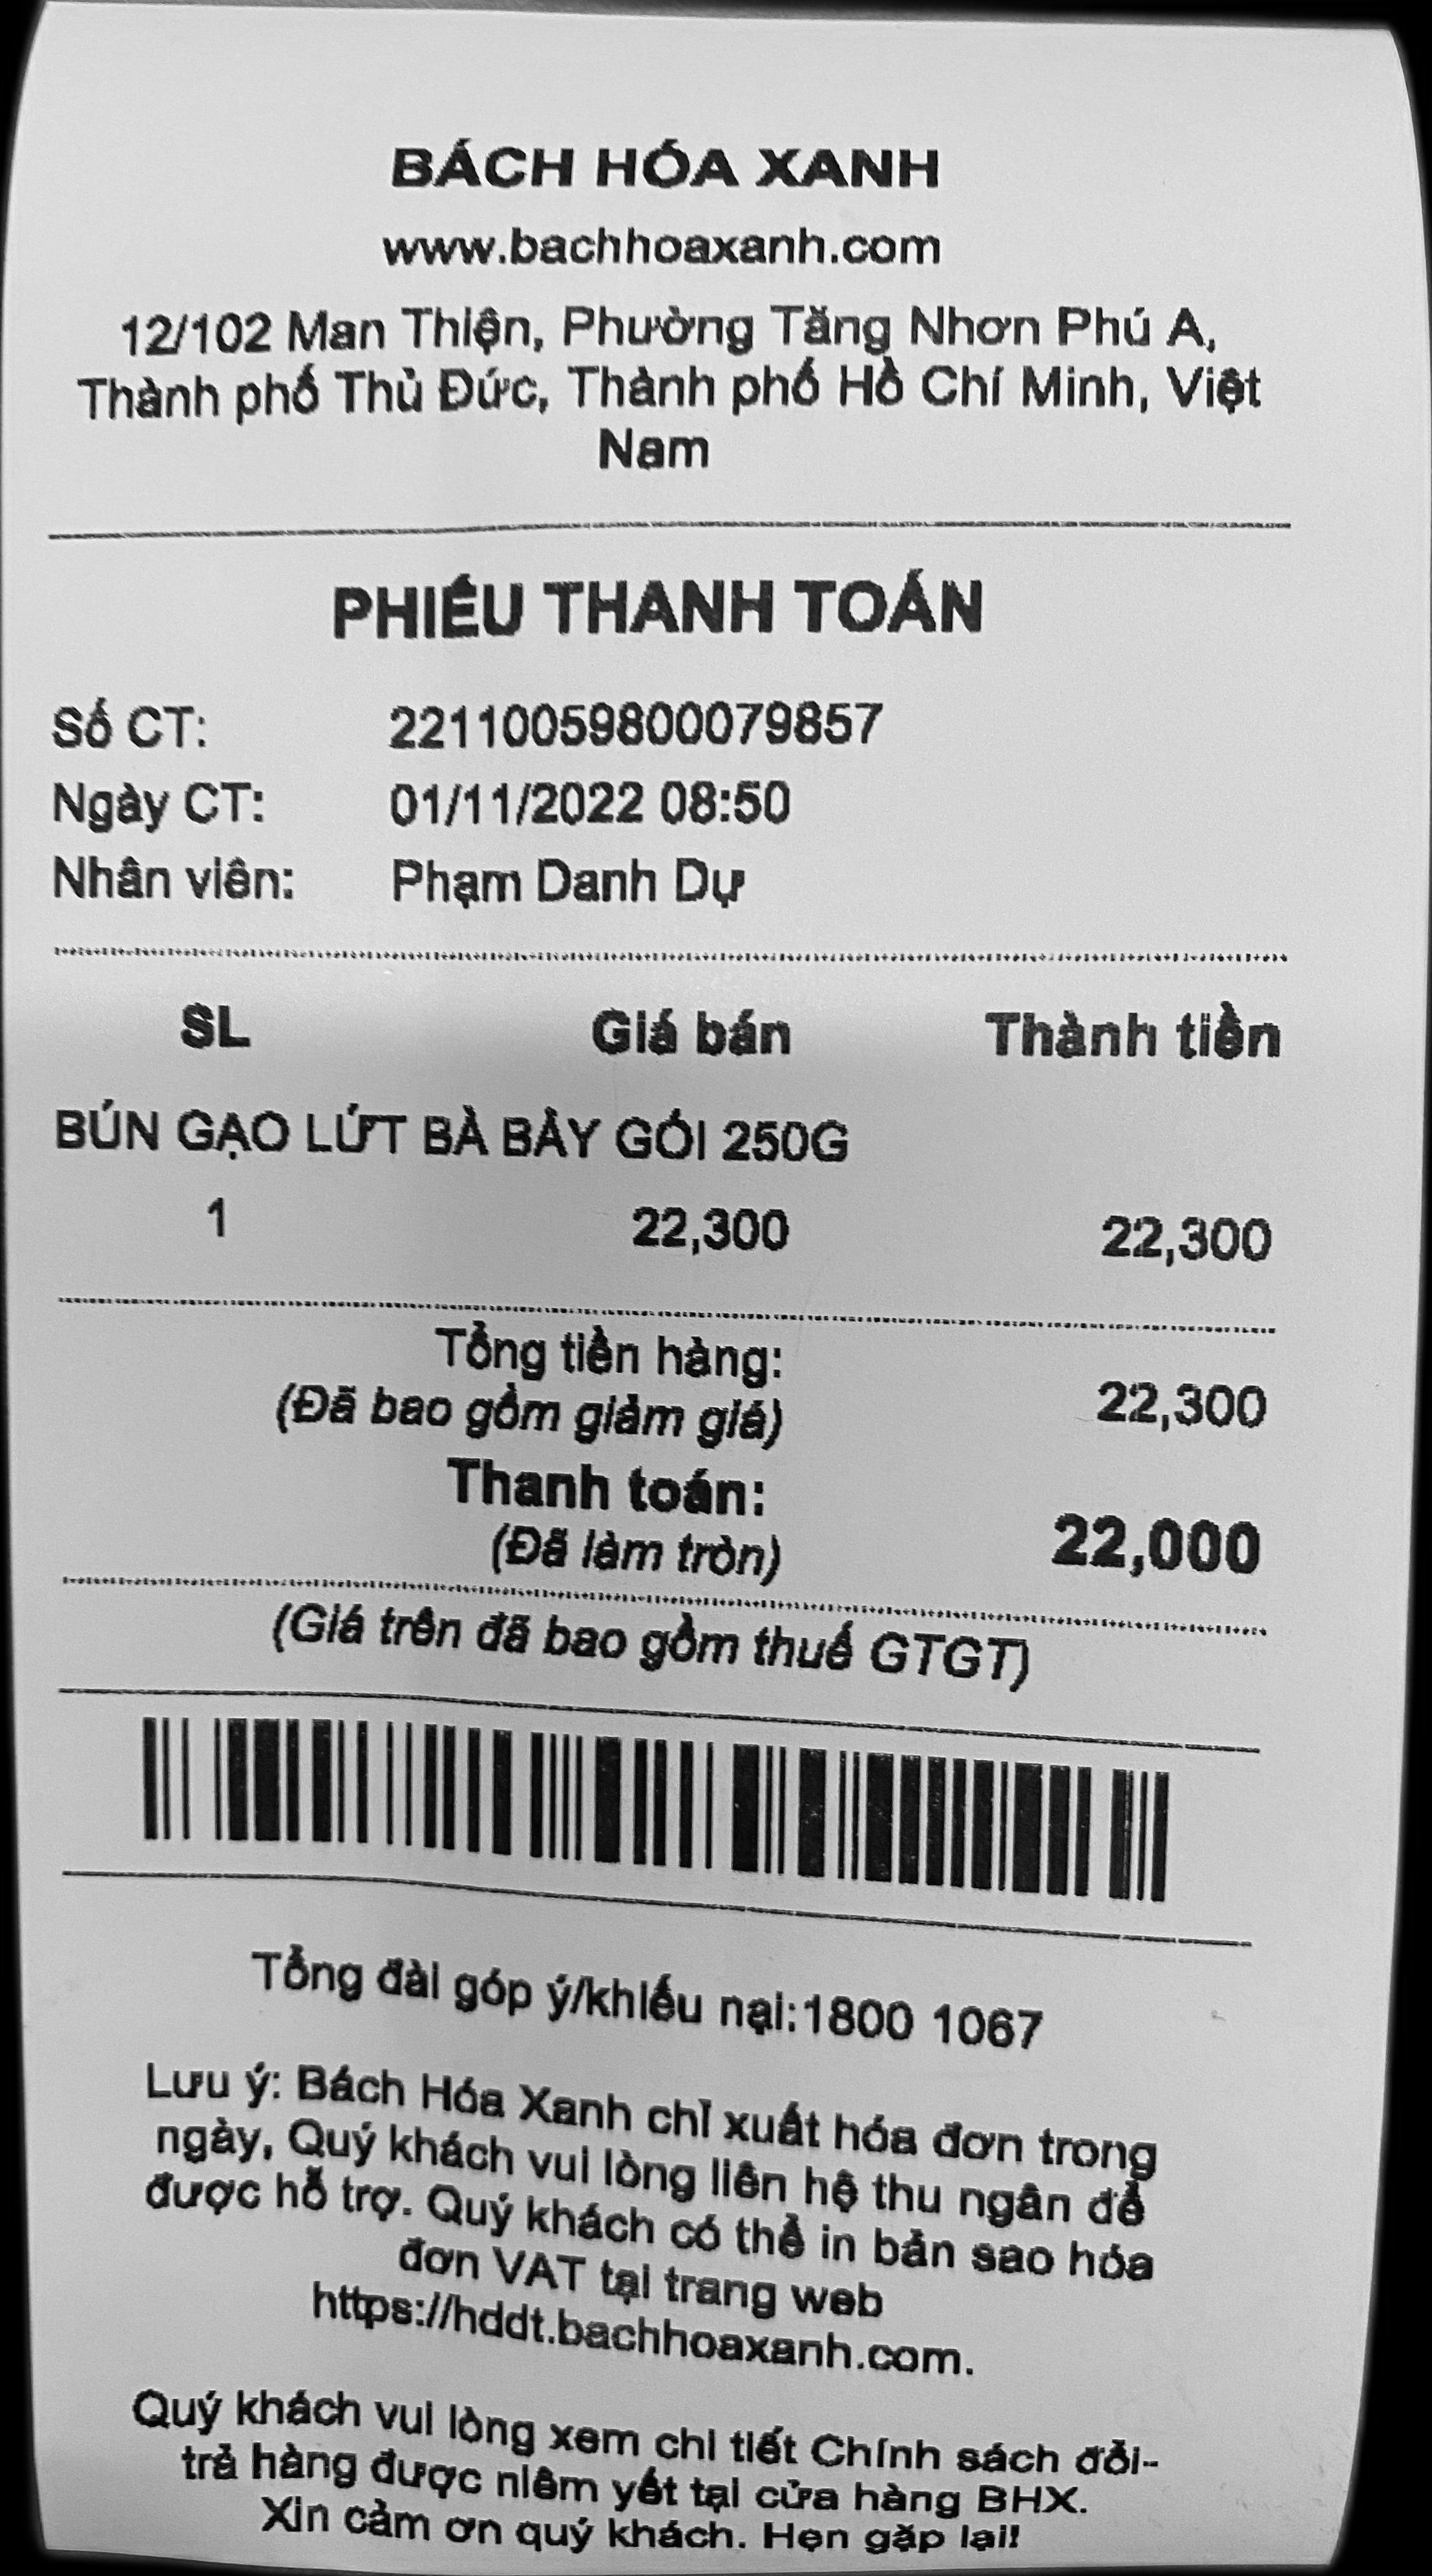 BÁCH HÓA XANH
www.bachhoaxanh.com
12/102 Man Thiện, Phường Tăng Nhơn Phú A,
Thành phố Thủ Đức, Thành phố Hồ Chí Minh, Việt
Nam
PHIẾU THANH TOÁN
Số CT: 22110059800079857
Ngày CT: 01/11/2022 08:50
Nhân viên: Phạm Danh Dự
SL Giá bán Thành tiền
BÚN GẠO LỨT BÀ BẢY GÓI 250G
1 22,300 22,300
Tổng tiền hàng:
(Đã bao gồm giảm giá) 22,300
Thanh toán:
(Đã làm tròn) 22,000
(Giá trên đã bao gồm thuế GTGT)
Tổng đài góp ý/khiếu nại:1800 1067
Lưu ý: Bách Hóa Xanh chỉ xuất hóa đơn trong
ngày, Quý khách vui lòng liên hệ thu ngân để
được hỗ trợ. Quý khách có thể in bản sao hóa
đơn VAT tại trang web
https://hddt.bachhoaxanh.com.
Quý khách vui lòng xem chi tiết Chính sách đổi-
trả hàng được niêm yết tại cửa hàng BHX.
Xin cảm ơn quý khách. Hẹn gặp lại!